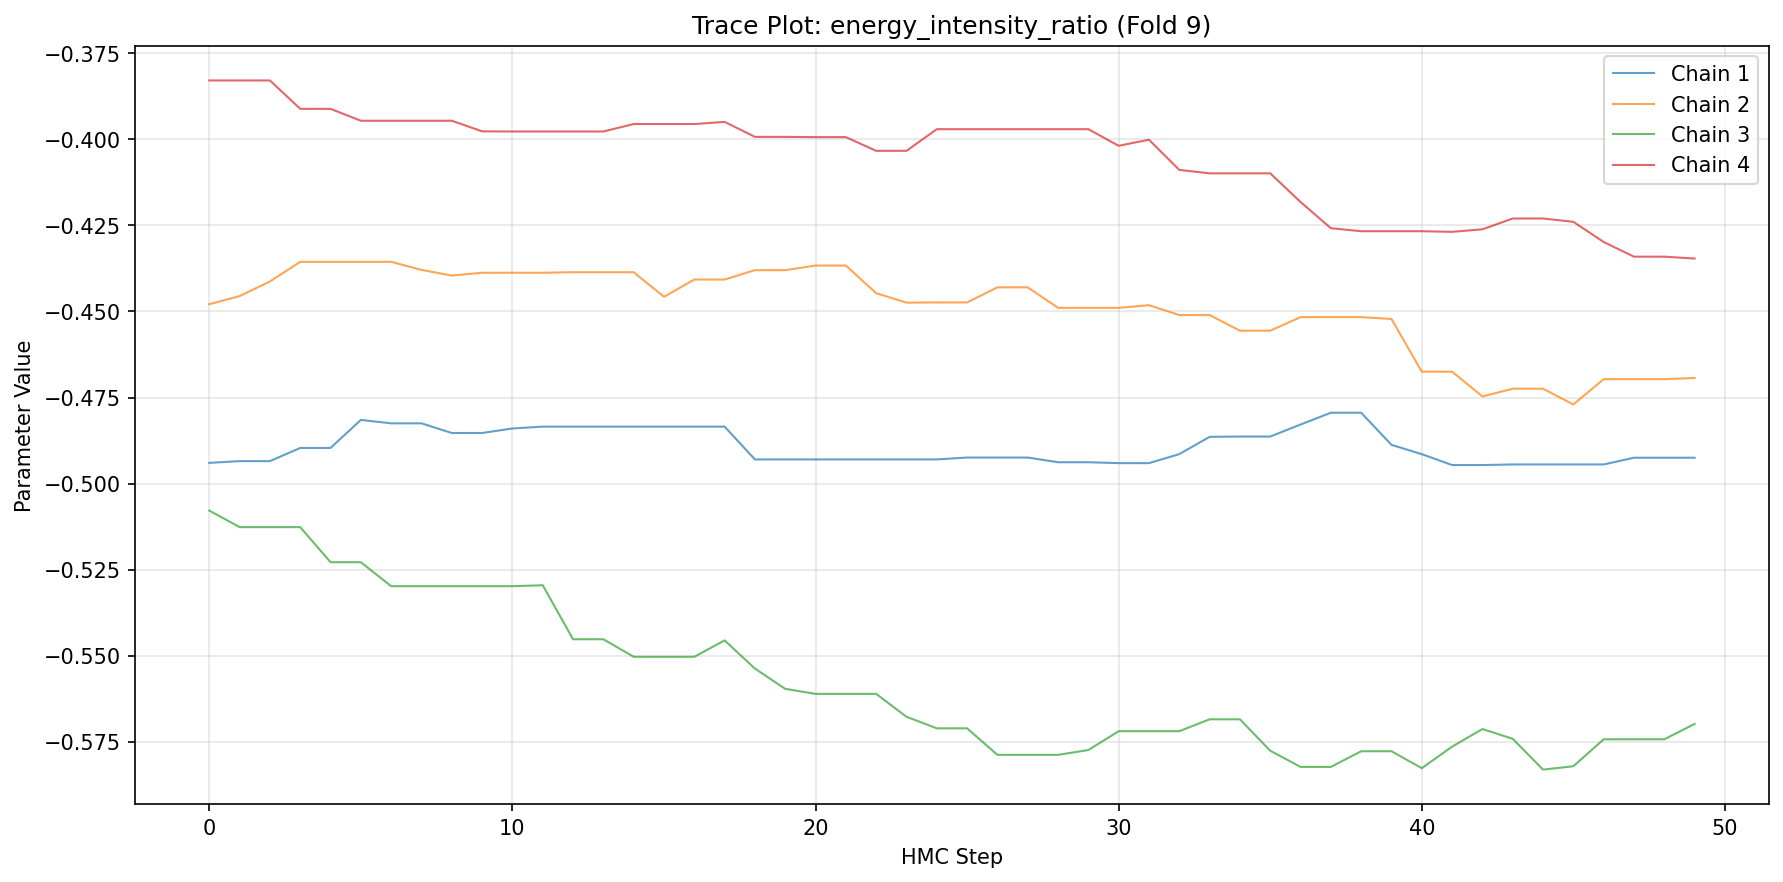 Trace Plot: energy_intensity_ratio (Fold 9)
Chain 1
Chain 2
Chain 3
Chain 4
−0.375
−0.400
−0.425
−0.450
−0.475
−0.500
−0.525
−0.550
−0.575
Parameter Value
0 10 20 30 40 50
HMC Step